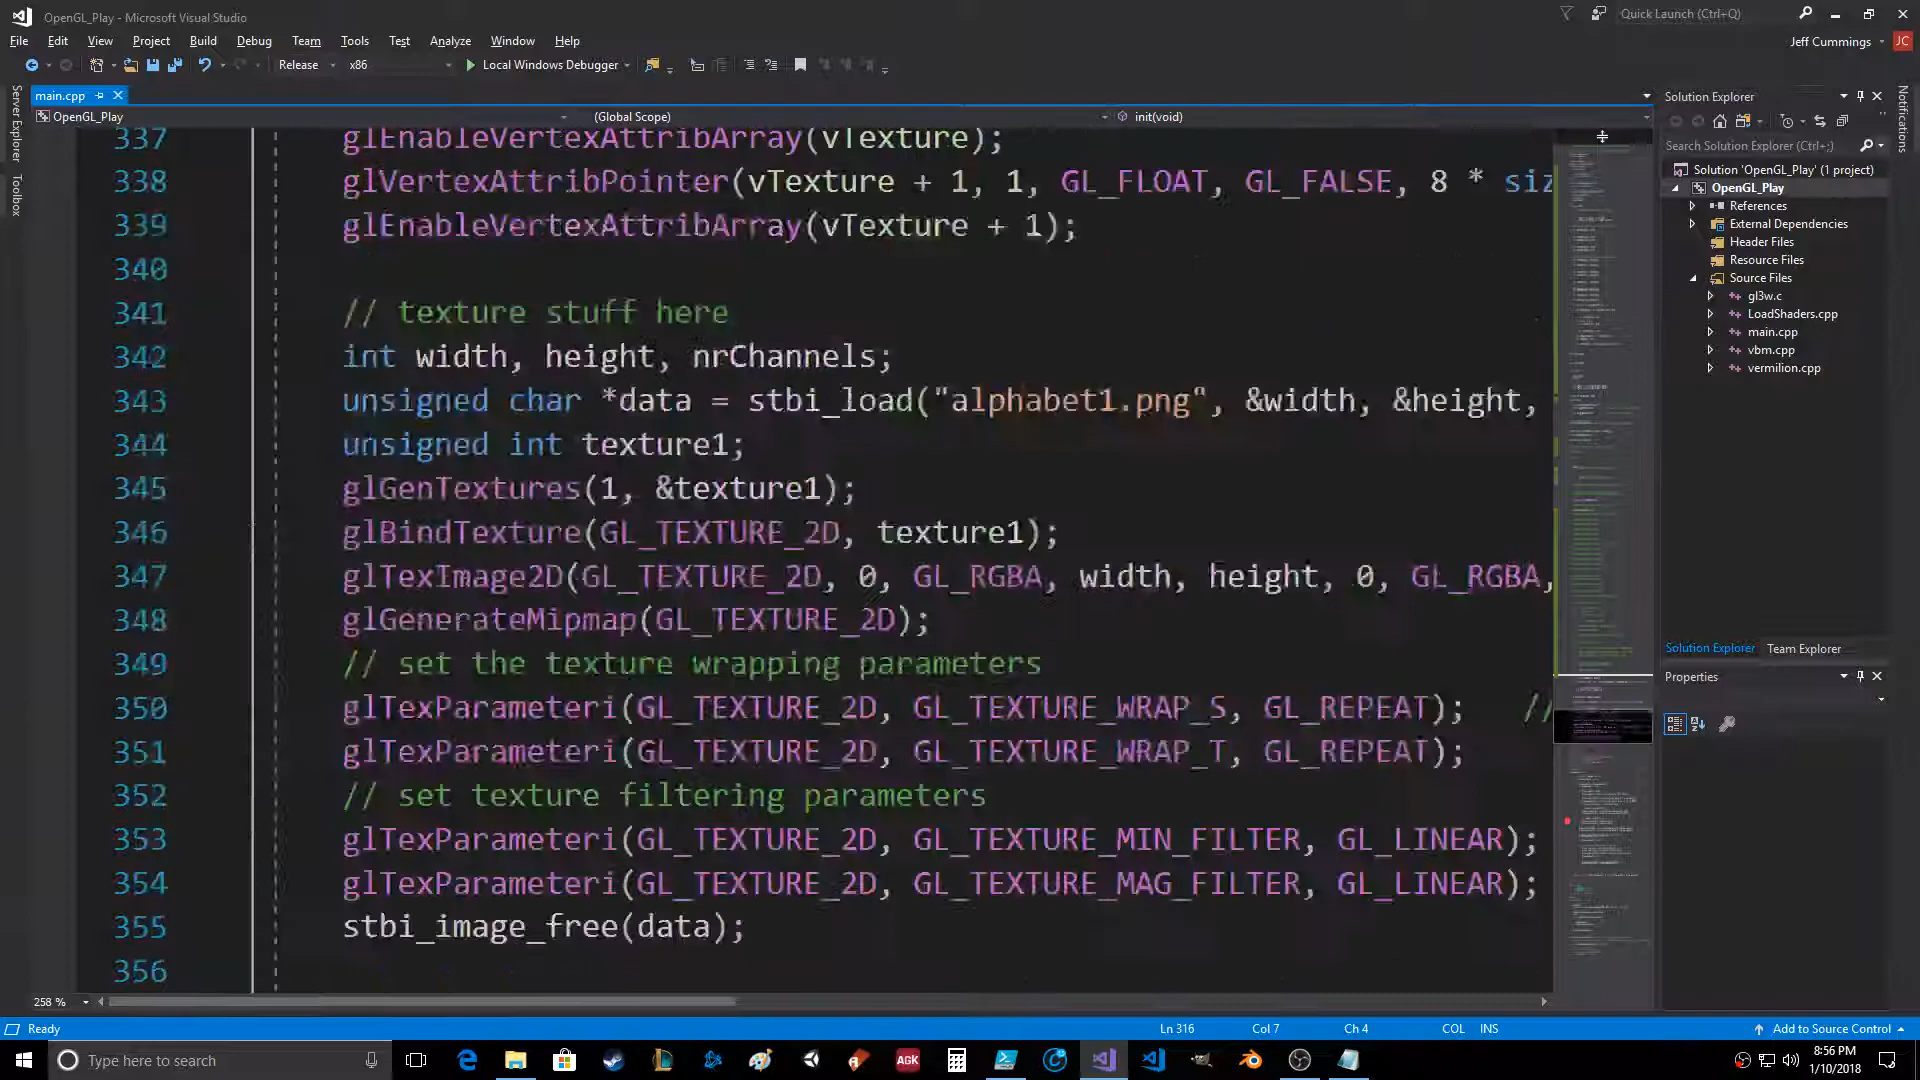 OpenGL_Play - Microsoft Visual Studio
Quick Launch (Ctrl+Q)
File Edit View Project Build Debug Team Tools Test Analyze Window Help
Jeff Cummings JC
Release x86 Local Windows Debugger
main.cpp
OpenGL_Play (Global Scope) init(void)
337 glEnableVertexAttribArray(vTexture);
338 glVertexAttribPointer(vTexture + 1, 1, GL_FLOAT, GL_FALSE, 8 * siz
339 glEnableVertexAttribArray(vTexture + 1);
340
341 // texture stuff here
342 int width, height, nrChannels;
343 unsigned char *data = stbi_load("alphabet1.png", &width, &height,
344 unsigned int texture1;
345 glGenTextures(1, &texture1);
346 glBindTexture(GL_TEXTURE_2D, texture1);
347 glTexImage2D(GL_TEXTURE_2D, 0, GL_RGBA, width, height, 0, GL_RGBA,
348 glGenerateMipmap(GL_TEXTURE_2D);
349 // set the texture wrapping parameters
350 glTexParameteri(GL_TEXTURE_2D, GL_TEXTURE_WRAP_S, GL_REPEAT); //
351 glTexParameteri(GL_TEXTURE_2D, GL_TEXTURE_WRAP_T, GL_REPEAT);
352 // set texture filtering parameters
353 glTexParameteri(GL_TEXTURE_2D, GL_TEXTURE_MIN_FILTER, GL_LINEAR);
354 glTexParameteri(GL_TEXTURE_2D, GL_TEXTURE_MAG_FILTER, GL_LINEAR);
355 stbi_image_free(data);
356
258 %
Server Explorer
Toolbox
Solution Explorer
Search Solution Explorer (Ctrl+;)
Solution 'OpenGL_Play' (1 project)
OpenGL_Play
References
External Dependencies
Header Files
Resource Files
Source Files
gl3w.c
LoadShaders.cpp
main.cpp
vbm.cpp
vermilion.cpp
Solution Explorer Team Explorer
Properties
Notifications
Ready Ln 316 Col 7 Ch 4 COL INS Add to Source Control
Type here to search
AGK
8:56 PM
1/10/2018